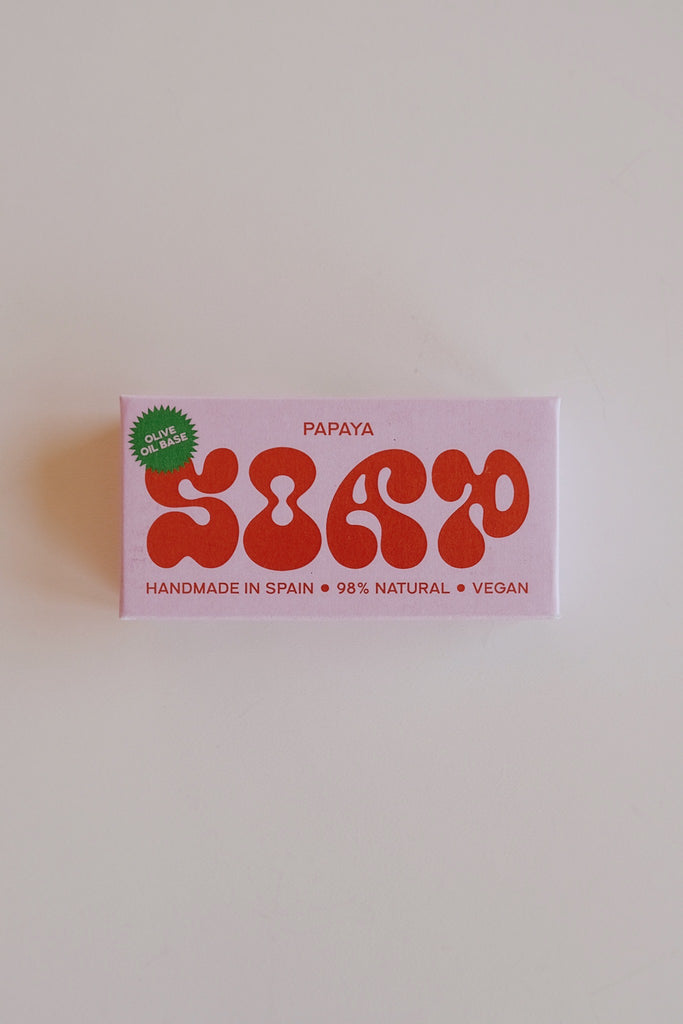 OLIVE
OIL BASE
PAPAYA
SOAP
HANDMADE IN SPAIN • 98% NATURAL • VEGAN